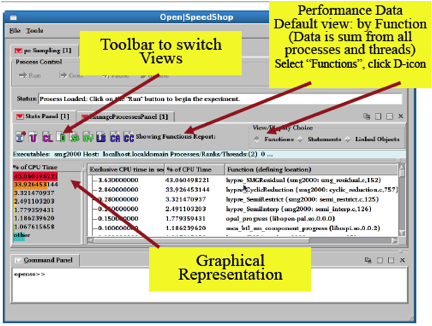 Open|SpeedShop
File Tools
pc Sampling [1]
Process Control
Run
Status: Process Loaded: Click on the "Run" button to begin the experiment.
Stats Panel [1] ManageProcessesPanel [1]
Showing Functions Report:
View/Display Choice
Functions Statements Linked Objects
Executables: smg2000 Host: localhost.localdomain Processes/Ranks/Threads:(2) 0 ...
% of CPU Time
43.060498221
33.926453144
3.321470937
2.491103203
1.779359431
1.186239620
1.067615658
other
Exclusive CPU time in sec % of CPU Time Function (defining location)
3.630000000 43.060498221 hypre_SMGResidual (smg2000: smg_residual.c,152)
2.860000000 33.926453144 hypre_CyclicReduction (smg2000: cyclic_reduction.c,757)
0.280000000 3.321470937 hypre_SemiRestrict (smg2000: semi_restrict.c,125)
2.491103203 hypre_SemiInterp (smg2000: semi_interp.c,126)
0.150000000 1.779359431 opal_progress (libopen-pal.so.0.0.0)
0.100000000 1.186239620 mca_btl_sm_component_progress (libmpi.so.0.0.2)
Command Panel
openss>>
Toolbar to switch
Views
Performance Data
Default view: by Function
(Data is sum from all
processes and threads)
Select "Functions", click D-icon
Graphical
Representation